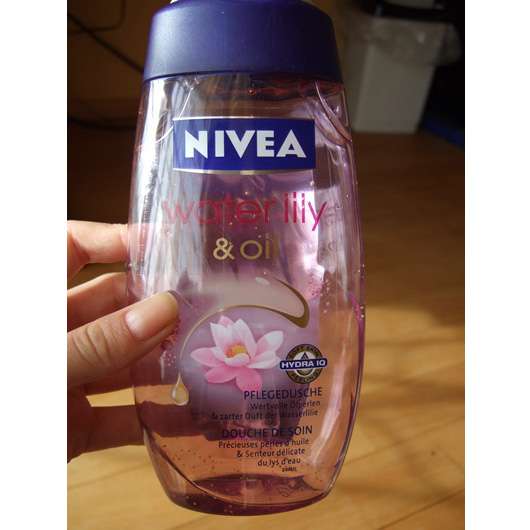 NIVEA
waterlily
& oil
HYDRA IQ
PFLEGEDUSCHE
Wertvolle Ölperlen
& zarter Duft der Wasserlilie
DOUCHE DE SOIN
Précieuses perles d'huile
& Senteur délicate
du lys d'eau